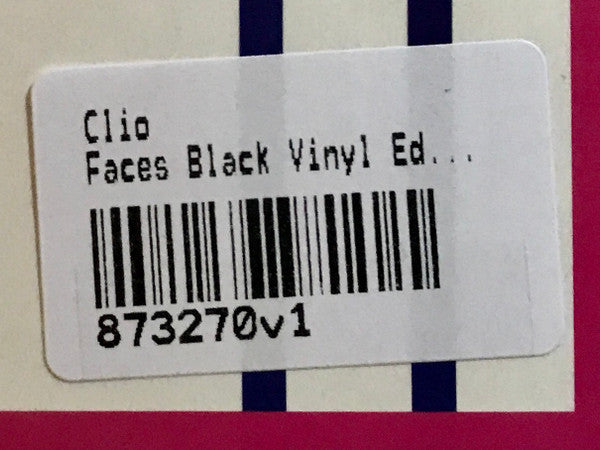 Clio
Faces Black Vinyl Ed...
873270v1